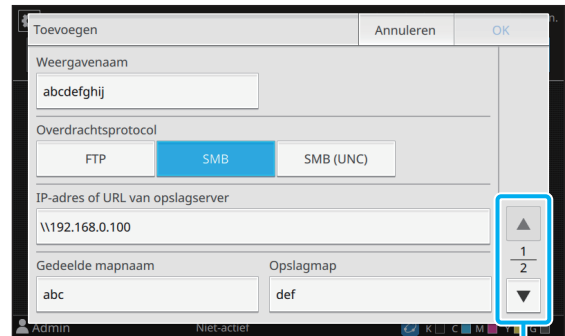 n.
Toevoegen Annuleren OK
Weergavenaam
abcdefghij
Overdrachtsprotocol
FTP SMB SMB (UNC)
IP-adres of URL van opslagserver
\\192.168.0.100
1
2
Gedeelde mapnaam Opslagmap
abc def
Admin Niet-actief K C M Y G